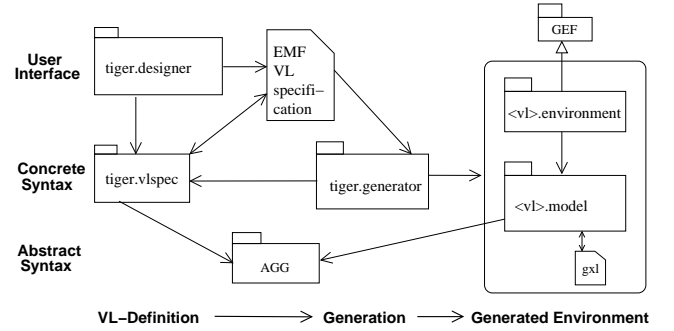 GEF
User
Interface
tiger.designer
EMF
VL
specifi–
cation
<vl>.environment
Concrete
Syntax
tiger.vlspec
tiger.generator
<vl>.model
Abstract
Syntax
AGG
gxl
VL–Definition
Generation
Generated Environment